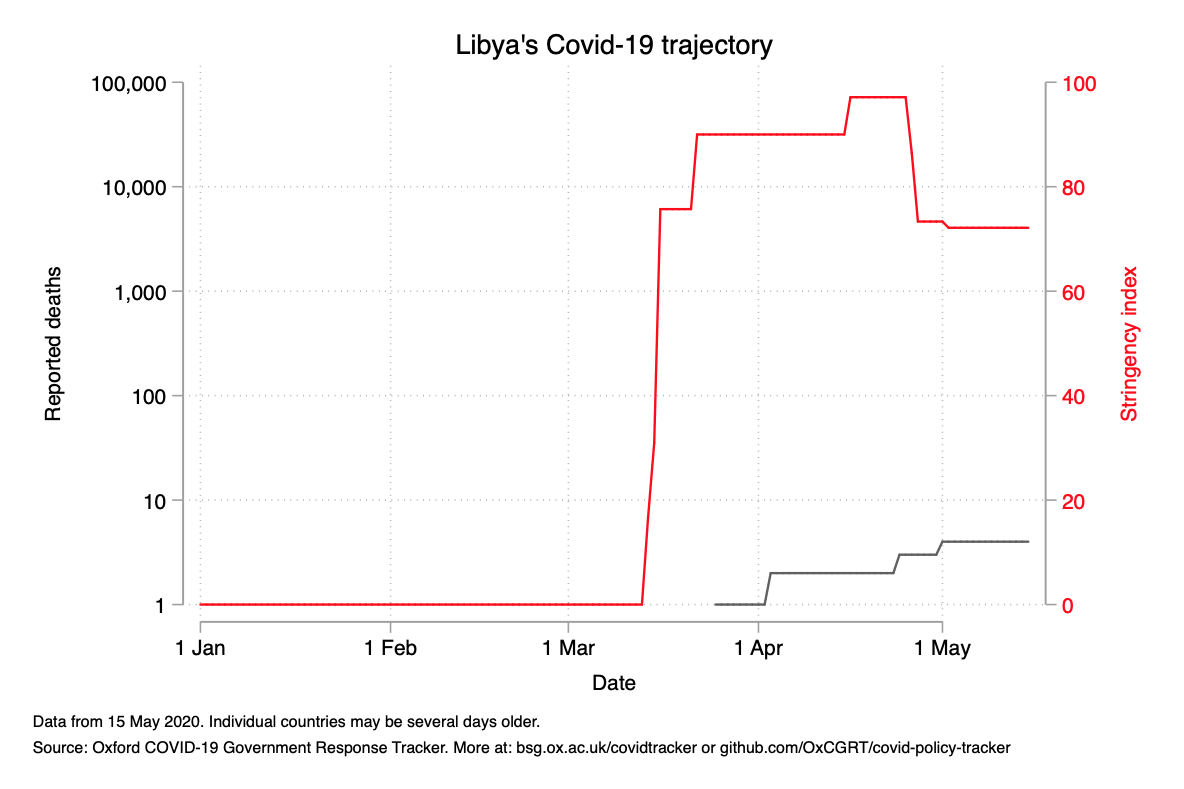 Libya's Covid-19 trajectory
100,000
10,000
1,000
100
10
1
Reported deaths
100
80
60
40
20
0
Stringency index
1 Jan
1 Feb
1 Mar
1 Apr
1 May
Date
Data from 15 May 2020. Individual countries may be several days older.
Source: Oxford COVID-19 Government Response Tracker. More at: bsg.ox.ac.uk/covidtracker or github.com/OxCGRT/covid-policy-tracker